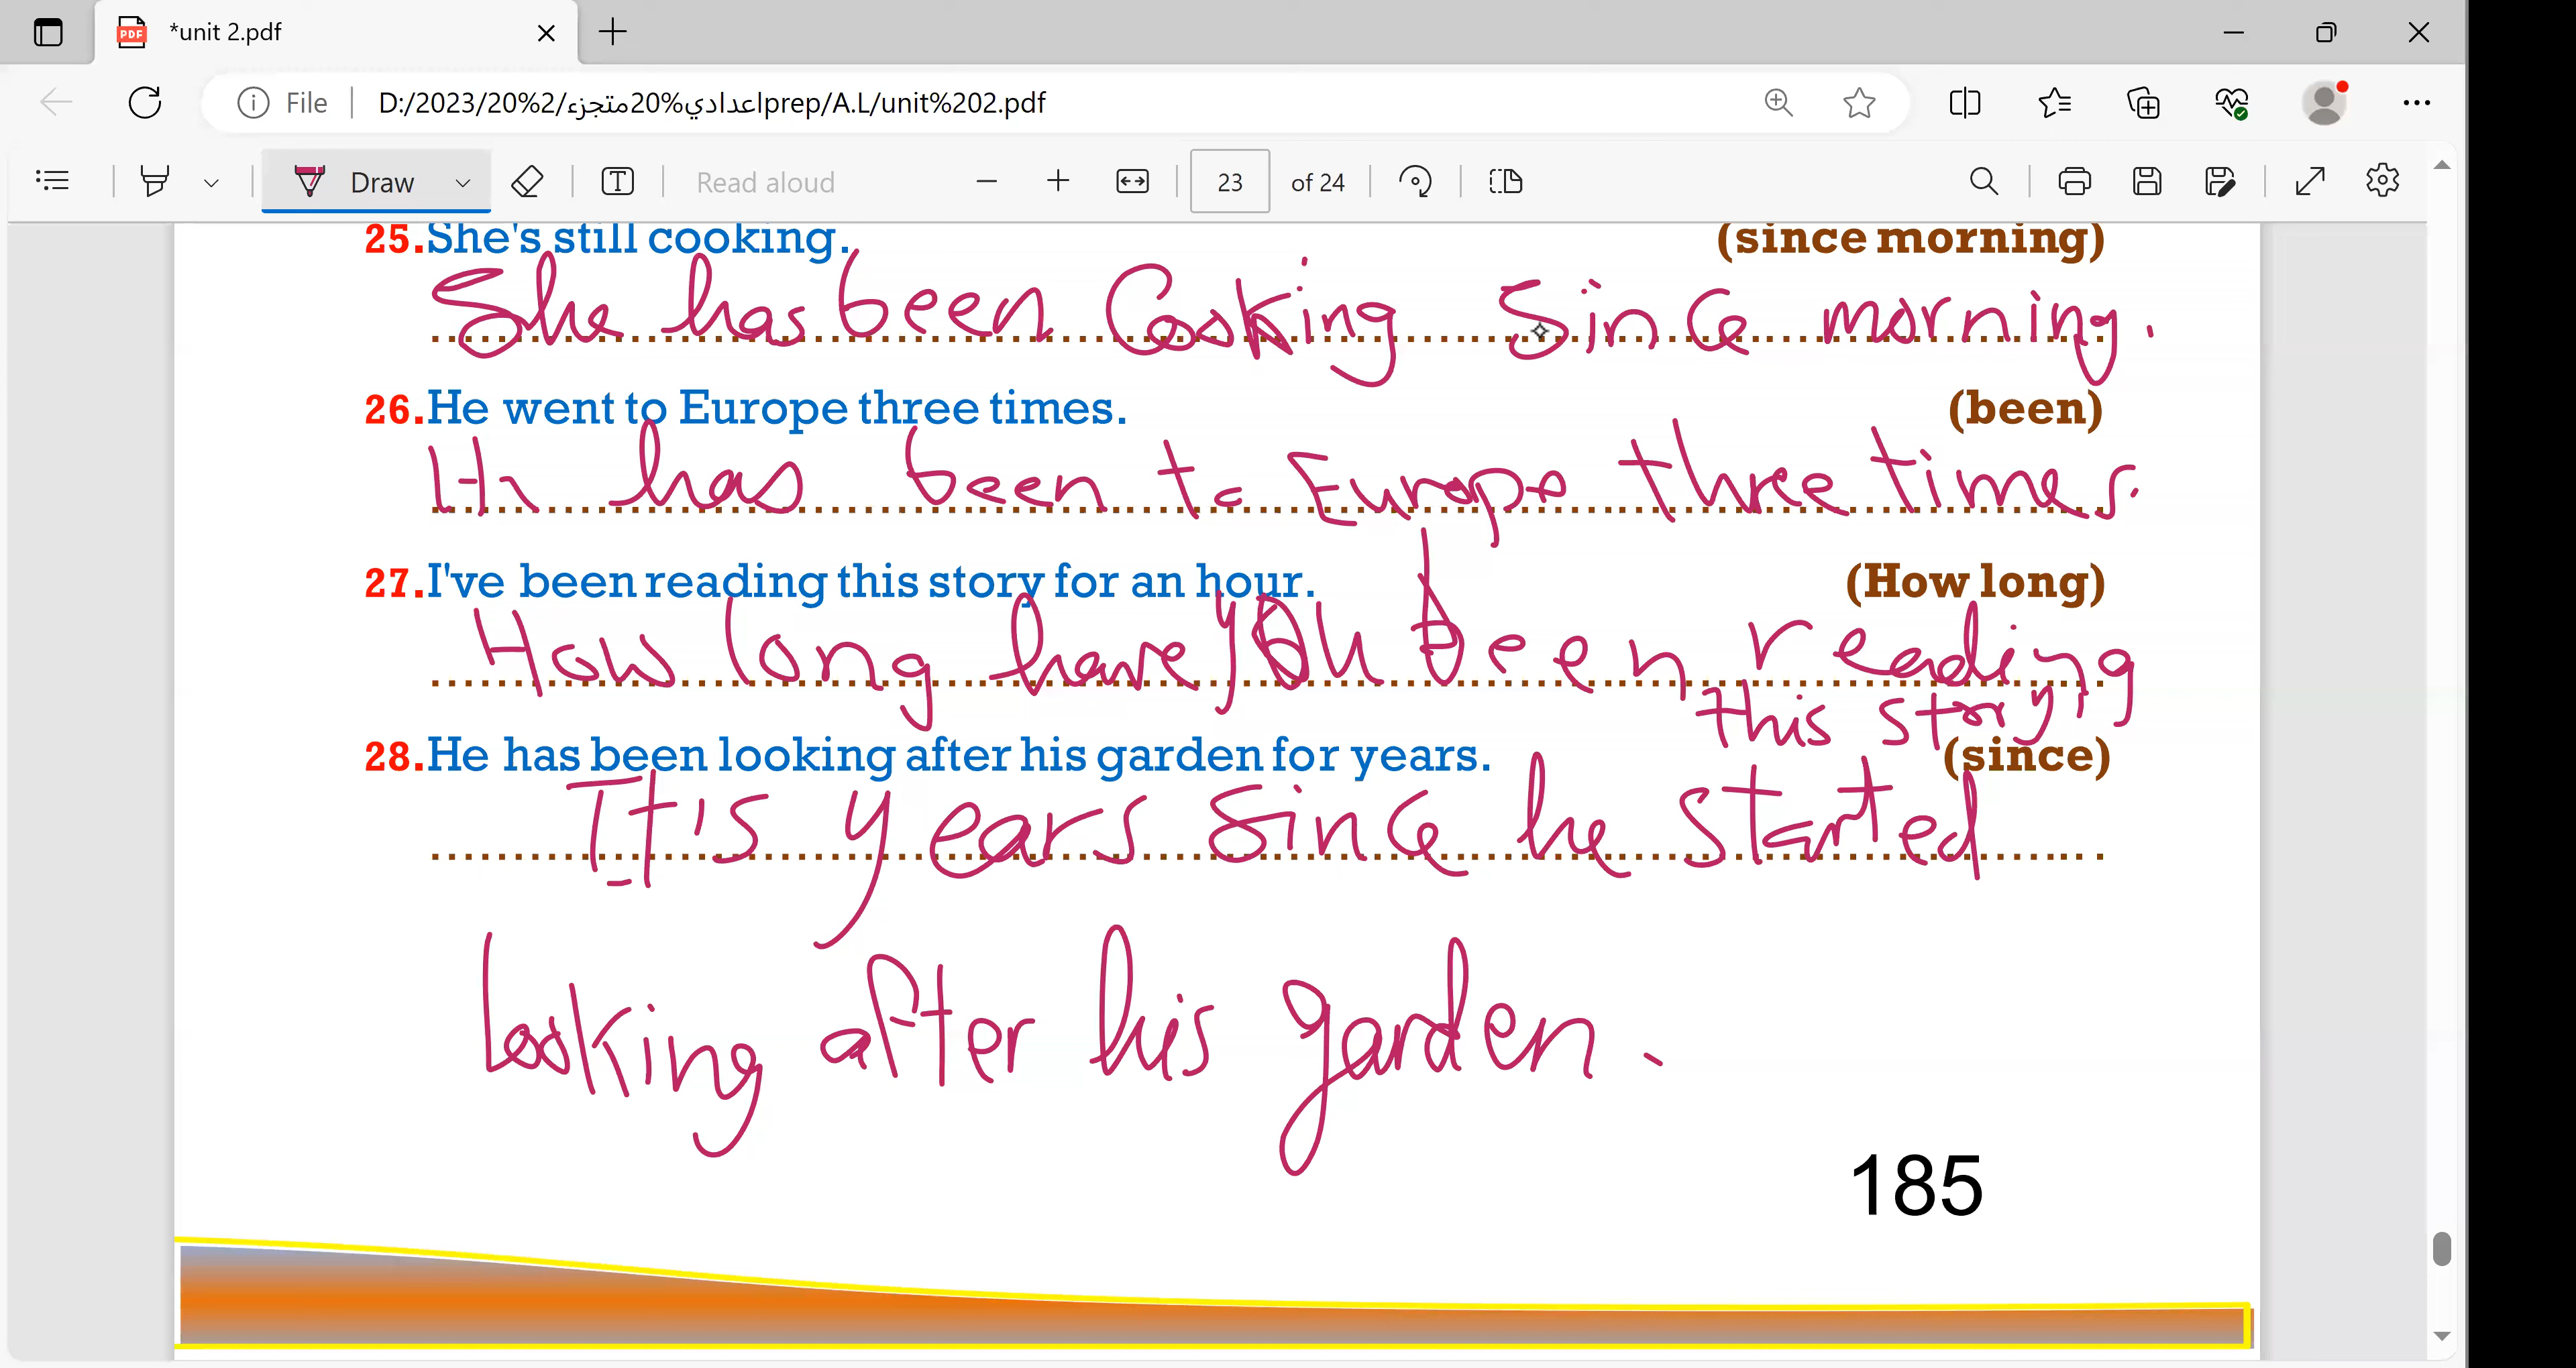 *unit 2.pdf
File D:/2023/20%2/اعدادي%20متجزء/prep/A.L/unit%202.pdf
Draw Read aloud 23 of 24
25.She's still cooking. (since morning)
She has been Cooking Since morning.
26.He went to Europe three times. (been)
He has been to Europe three times.
27.I've been reading this story for an hour. (How long)
How long have you been reading
this story
28.He has been looking after his garden for years. (since)
It's years since he started
looking after his garden.
185